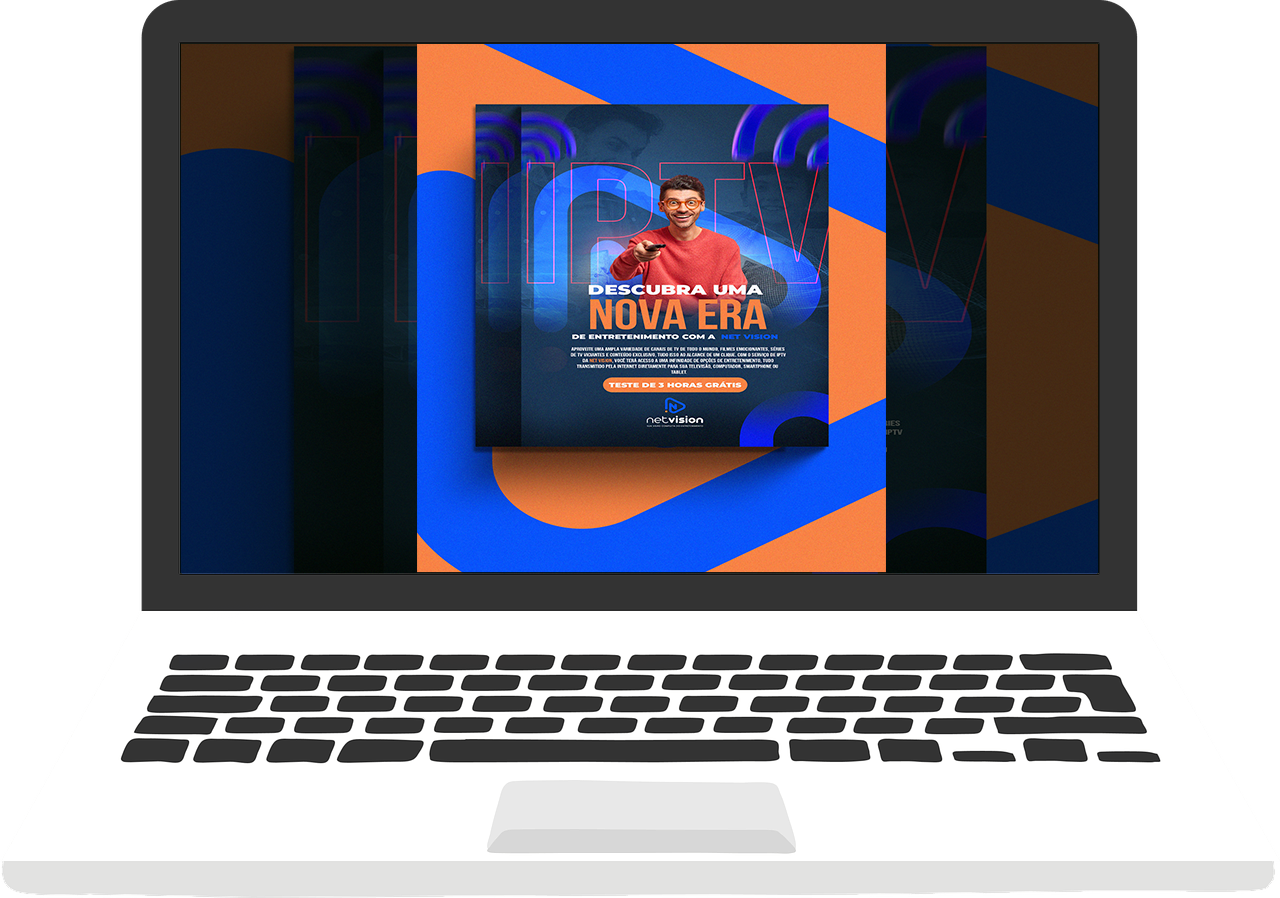 IPTV
DESCUBRA UMA
NOVA ERA
DE ENTRETENIMENTO COM A NET VISION
APROVEITE UMA AMPLA VARIEDADE DE CANAIS DE TV DE TODO O MUNDO, FILMES EMOCIONANTES, SÉRIES
DE TV VICIANTES E CONTEÚDO EXCLUSIVO, TUDO ISSO AO ALCANCE DE UM CLIQUE. COM O SERVIÇO DE IPTV
DA NET VISION, VOCÊ TERÁ ACESSO A UMA INFINIDADE DE OPÇÕES DE ENTRETENIMENTO, TUDO
TRANSMITIDO PELA INTERNET DIRETAMENTE PARA SUA TELEVISÃO, COMPUTADOR, SMARTPHONE OU
TABLET.
TESTE DE 3 HORAS GRÁTIS
netvision